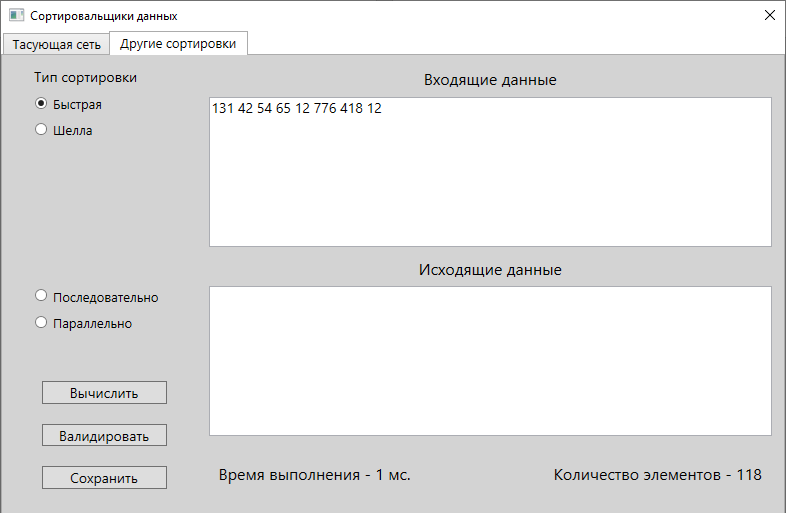 Сортировальщики данных
Тасующая сеть
Другие сортировки
Тип сортировки
Быстрая
Шелла
Входящие данные
131 42 54 65 12 776 418 12
Исходящие данные
Последовательно
Параллельно
Вычислить
Валидировать
Сохранить
Время выполнения - 1 мс.
Количество элементов - 118